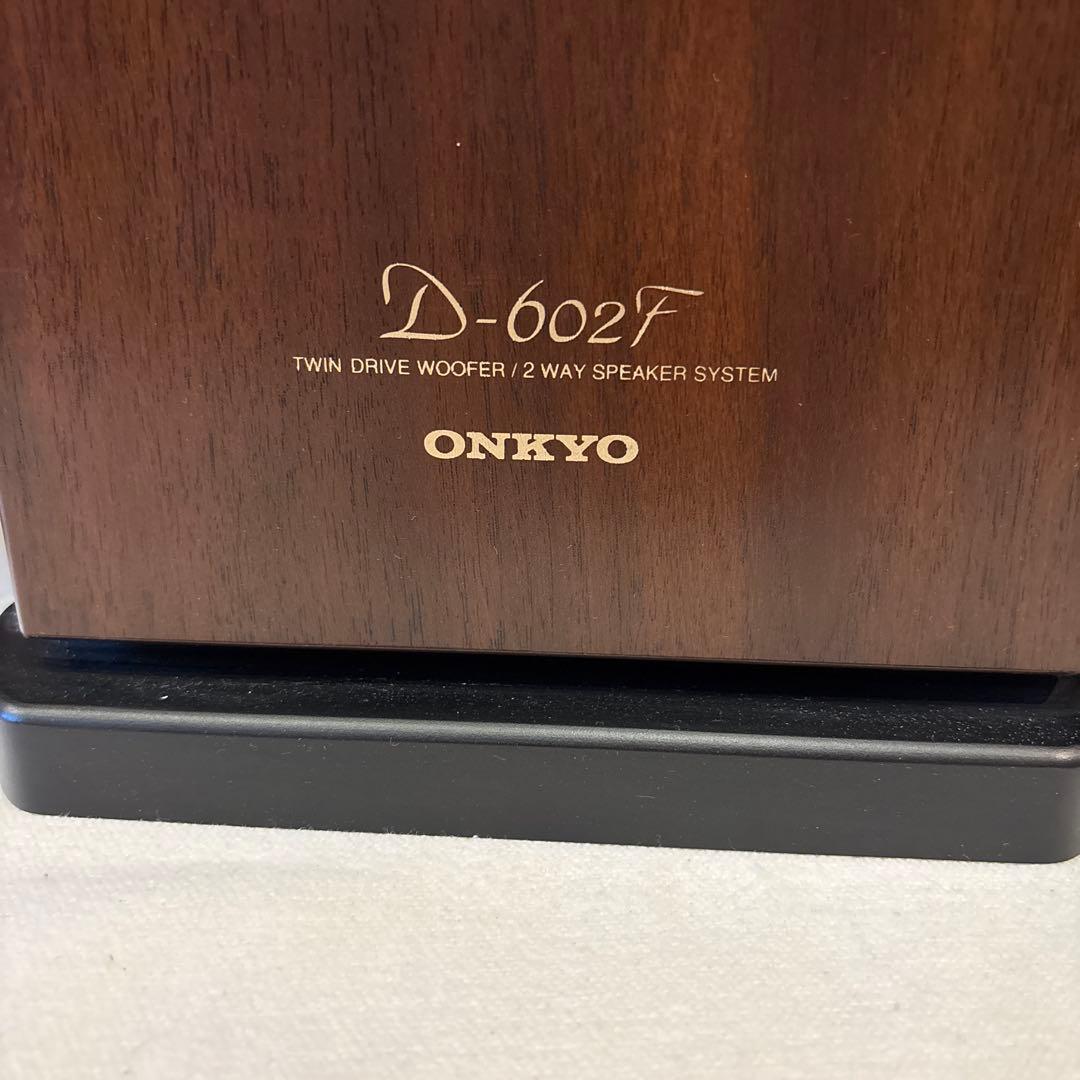 D-602F
TWIN DRIVE WOOFER / 2 WAY SPEAKER SYSTEM
ONKYO